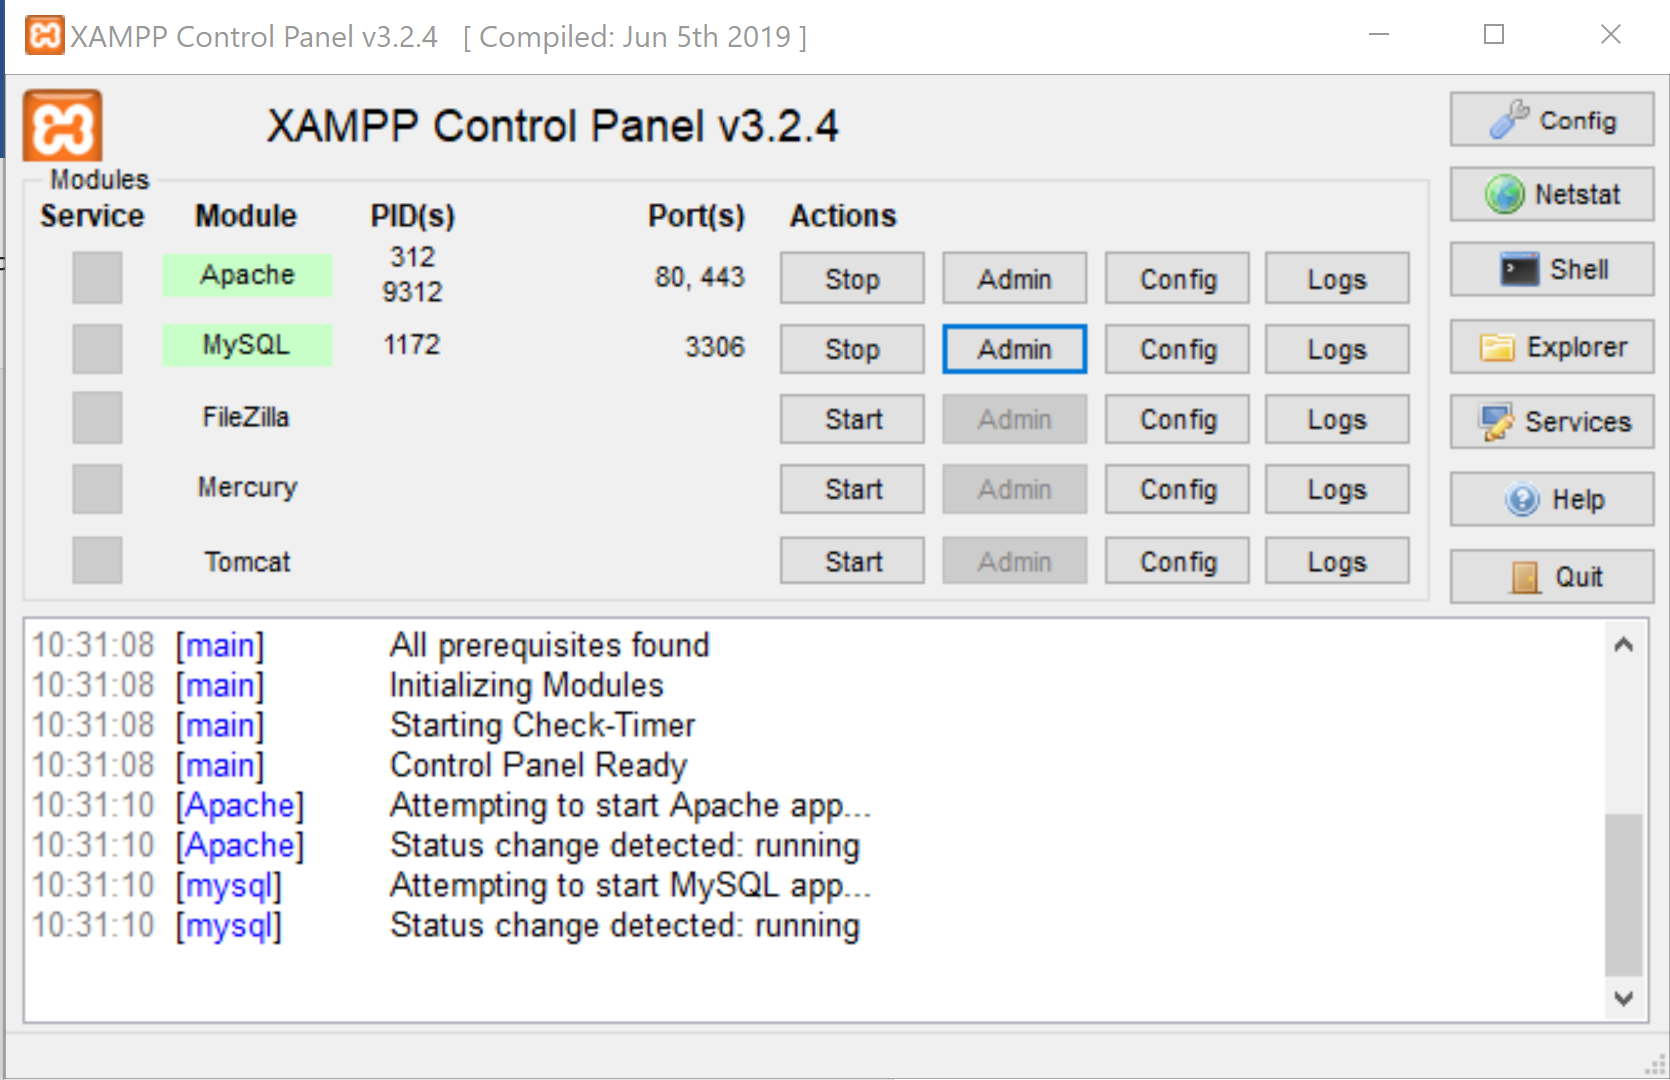 XAMPP Control Panel v3.2.4 [ Compiled: Jun 5th 2019 ]
XAMPP Control Panel v3.2.4
Modules
Service Module PID(s) Port(s) Actions
Apache 312 9312 80, 443 Stop Admin Config Logs
MySQL 1172 3306 Stop Admin Config Logs
FileZilla Start Admin Config Logs
Mercury Start Admin Config Logs
Tomcat Start Admin Config Logs
Config
Netstat
Shell
Explorer
Services
Help
Quit
10:31:08 [main] All prerequisites found
10:31:08 [main] Initializing Modules
10:31:08 [main] Starting Check-Timer
10:31:08 [main] Control Panel Ready
10:31:10 [Apache] Attempting to start Apache app...
10:31:10 [Apache] Status change detected: running
10:31:10 [mysql] Attempting to start MySQL app...
10:31:10 [mysql] Status change detected: running